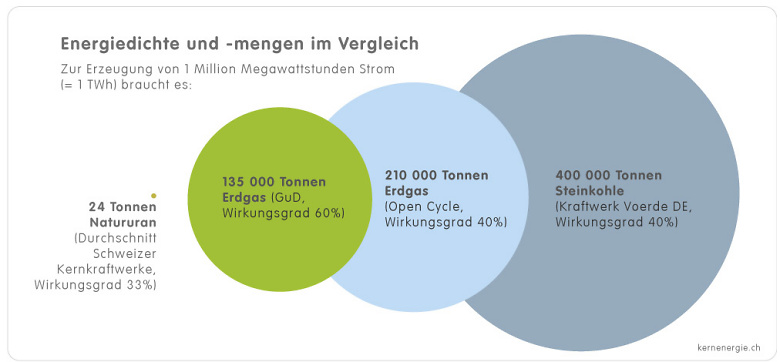 Energiedichte und -mengen im Vergleich
Zur Erzeugung von 1 Million Megawattstunden Strom
(= 1 TWh) braucht es:
24 Tonnen
Natururan
(Durchschnitt
Schweizer
Kernkraftwerke,
Wirkungsgrad 33%)
135 000 Tonnen
Erdgas (GuD,
Wirkungsgrad 60%)
210 000 Tonnen
Erdgas
(Open Cycle,
Wirkungsgrad 40%)
400 000 Tonnen
Steinkohle
(Kraftwerk Voerde DE,
Wirkungsgrad 40%)
kernenergie.ch